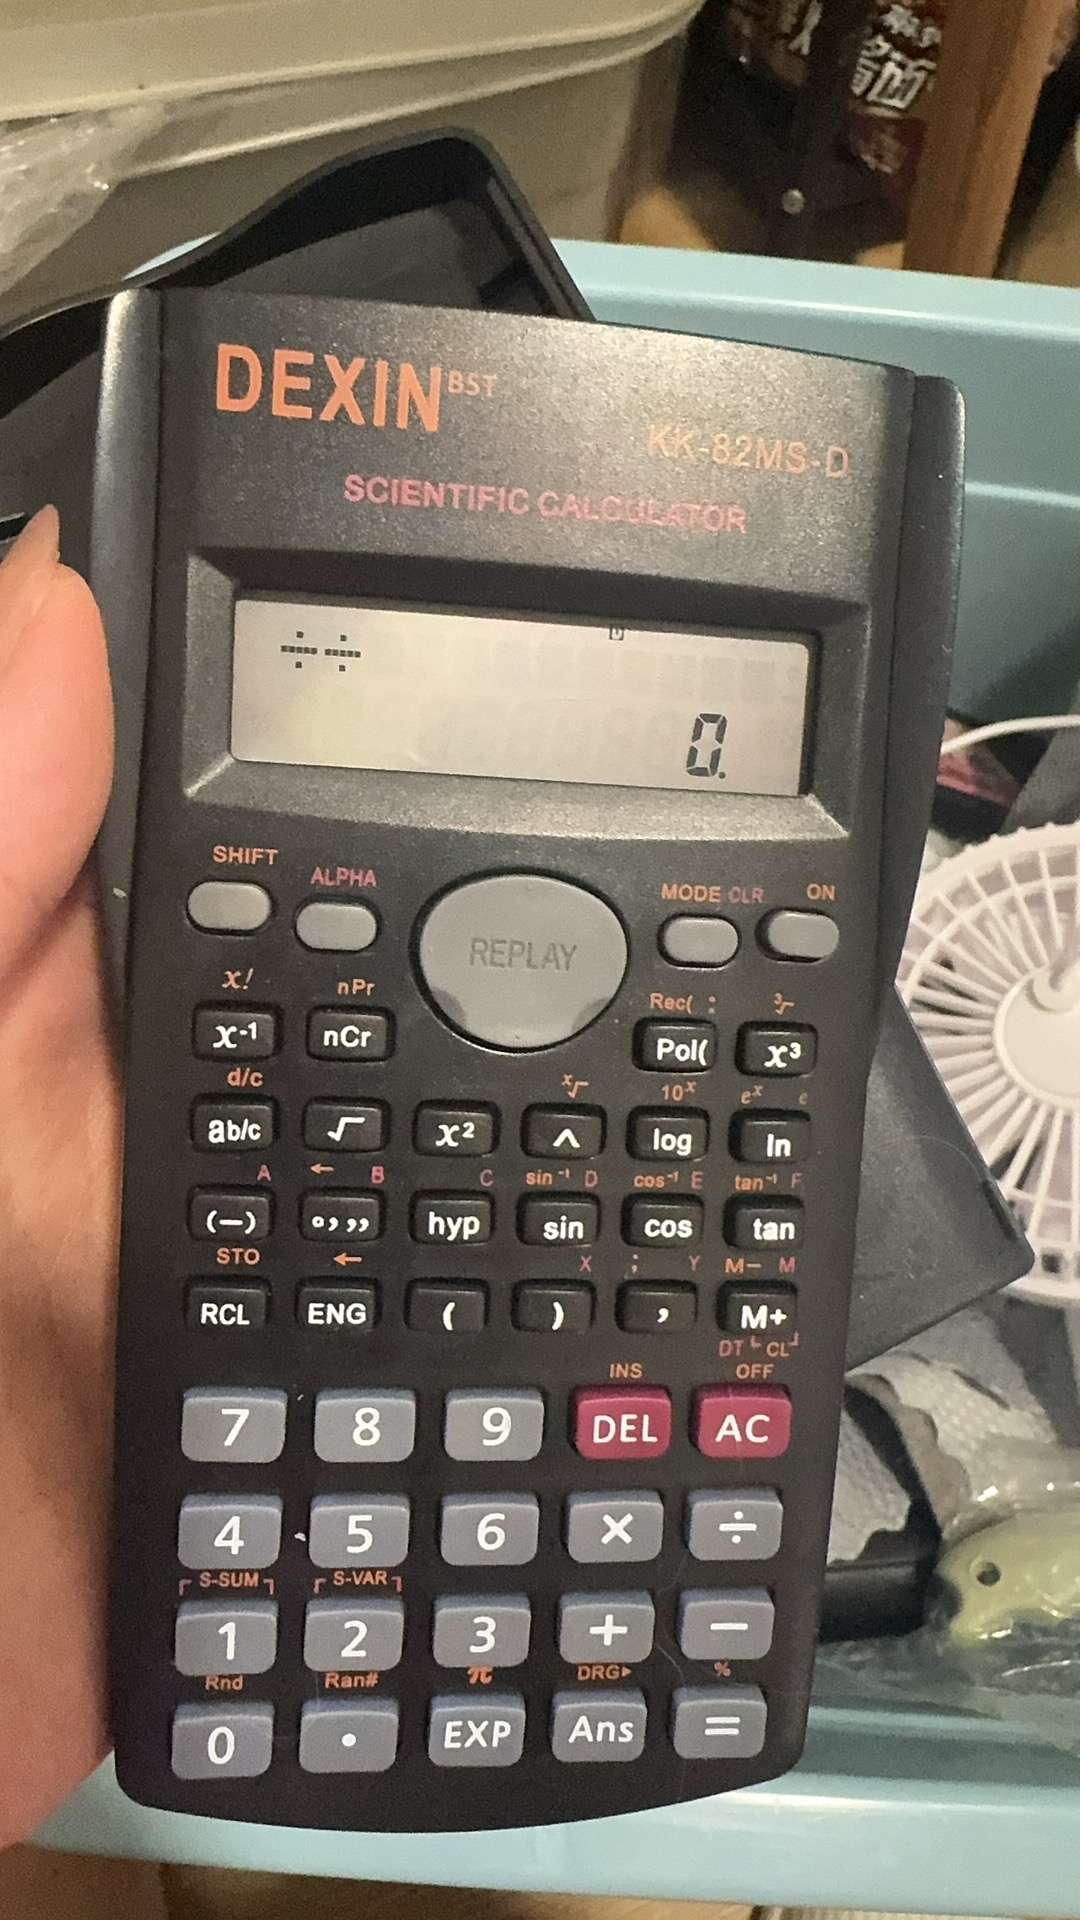 DEXIN BST
KK-82MS-D
SCIENTIFIC CALCULATOR
÷÷
D
0.
SHIFT ALPHA REPLAY MODE CLR ON
x! nPr Rec( : ³√
x⁻¹ nCr Pol( x³
d/c ˣ√ 10ˣ eˣ e
ab/c √ x² ^ log ln
A ← B C sin⁻¹ D cos⁻¹ E tan⁻¹ F
(−) °,,, hyp sin cos tan
STO ← X ; Y M− M
RCL ENG ( ) , M+
DT CL
INS OFF
7 8 9 DEL AC
4 5 6 × ÷
S-SUM S-VAR
1 2 3 + −
Rnd Ran# π DRG▸ %
0 . EXP Ans =